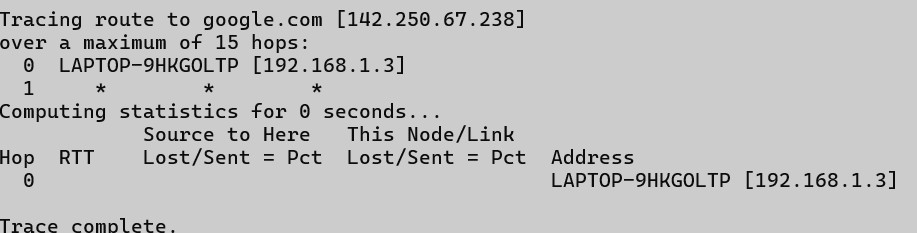 Tracing route to google.com [142.250.67.238]
over a maximum of 15 hops:
  0  LAPTOP-9HKGOLTP [192.168.1.3]
  1     *        *        *
Computing statistics for 0 seconds...
            Source to Here   This Node/Link
Hop  RTT    Lost/Sent = Pct  Lost/Sent = Pct  Address
  0                                           LAPTOP-9HKGOLTP [192.168.1.3]
Trace complete.